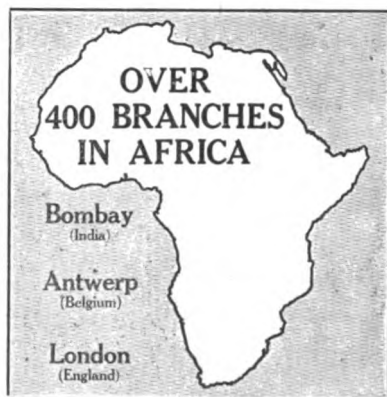 OVER
400 BRANCHES
IN AFRICA
Bombay
(India)
Antwerp
(Belgium)
London
(England)